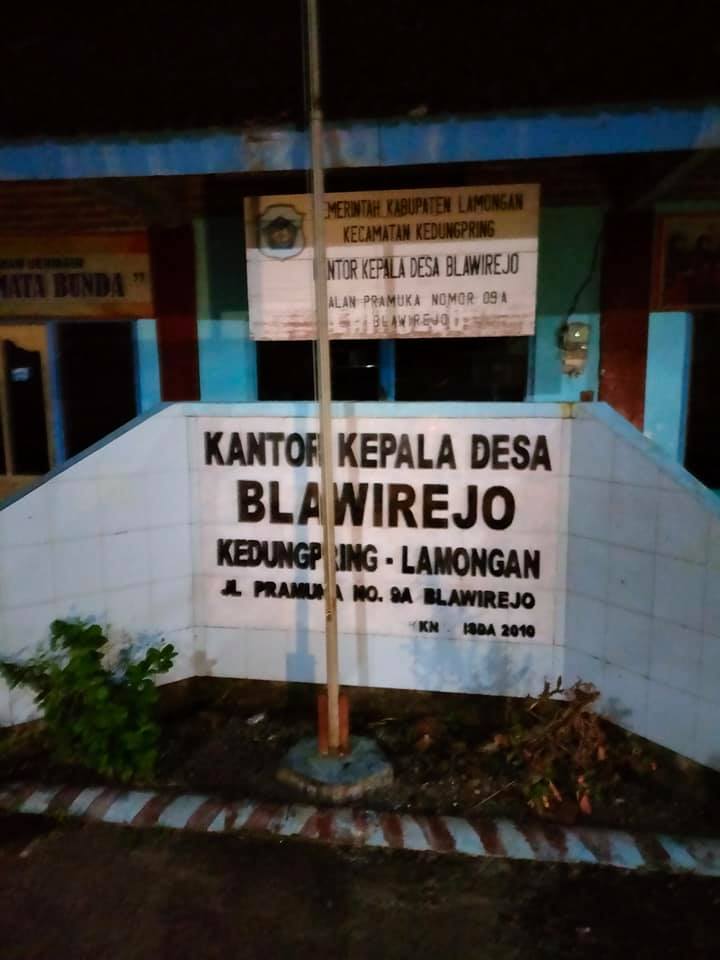 PEMERINTAH KABUPATEN LAMONGAN
KECAMATAN KEDUNGPRING
KANTOR KEPALA DESA BLAWIREJO
JALAN PRAMUKA NOMOR 09A
BLAWIREJO
MATA BUNDA"
KANTOR KEPALA DESA
BLAWIREJO
KEDUNGPRING - LAMONGAN
JL. PRAMUKA NO. 9A BLAWIREJO
KKN - ISDA 2010